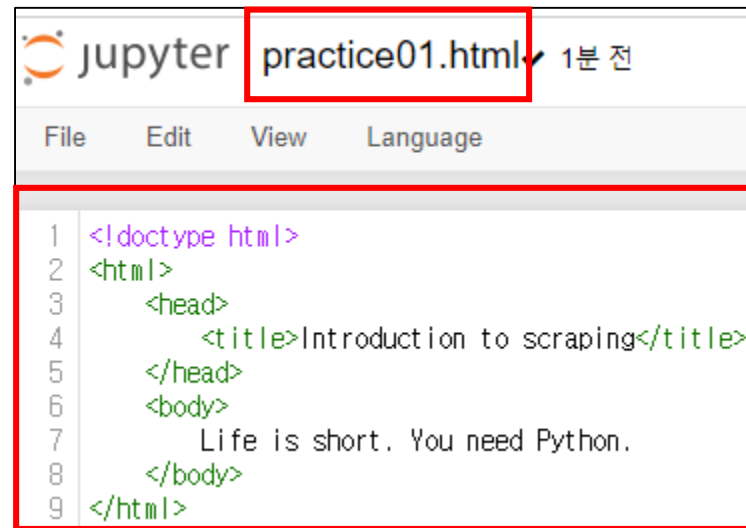 jupyter practice01.html✔ 1분 전
File Edit View Language
1 <!doctype html>
2 <html>
3 <head>
4 <title>Introduction to scraping</title>
5 </head>
6 <body>
7 Life is short. You need Python.
8 </body>
9 </html>